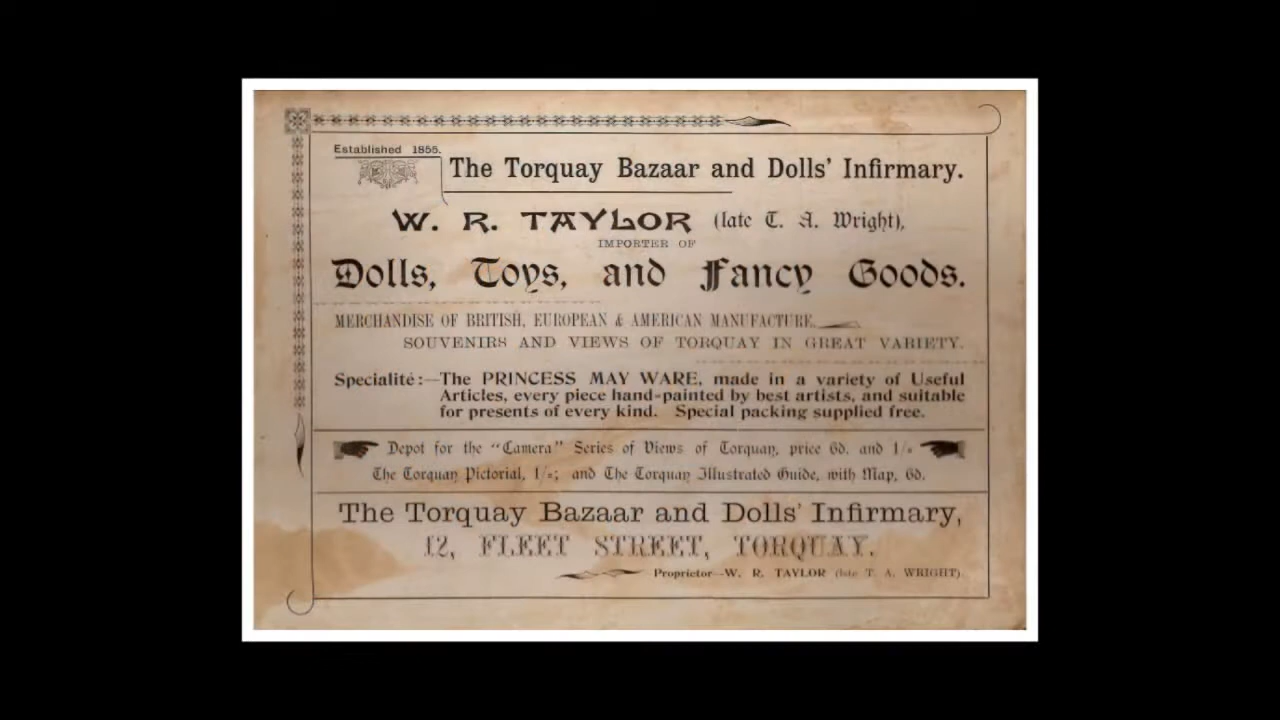 Established 1855.
The Torquay Bazaar and Dolls' Infirmary.
W. R. TAYLOR (late T. A. Wright),
IMPORTER OF
Dolls, Toys, and Fancy Goods.
MERCHANDISE OF BRITISH, EUROPEAN & AMERICAN MANUFACTURE.
SOUVENIRS AND VIEWS OF TORQUAY IN GREAT VARIETY.
Specialité:—The PRINCESS MAY WARE, made in a variety of Useful
Articles, every piece hand-painted by best artists, and suitable
for presents of every kind. Special packing supplied free.
Depot for the "Camera" Series of Views of Torquay, price 6d. and 1/-
The Torquay Pictorial, 1/-; and The Torquay Illustrated Guide, with Map, 6d.
The Torquay Bazaar and Dolls' Infirmary,
12, FLEET STREET, TORQUAY.
Proprietor—W. R. TAYLOR (late T. A. WRIGHT)